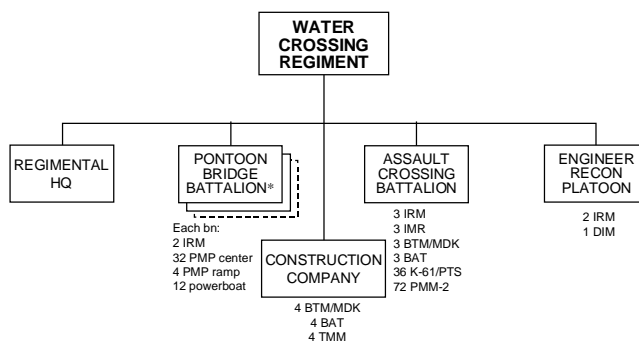 WATER
CROSSING
REGIMENT
REGIMENTAL
HQ
PONTOON
BRIDGE
BATTALION*
Each bn:
2 IRM
32 PMP center
4 PMP ramp
12 powerboat
CONSTRUCTION
COMPANY
4 BTM/MDK
4 BAT
4 TMM
ASSAULT
CROSSING
BATTALION
3 IRM
3 IMR
3 BTM/MDK
3 BAT
36 K-61/PTS
72 PMM-2
ENGINEER
RECON
PLATOON
2 IRM
1 DIM